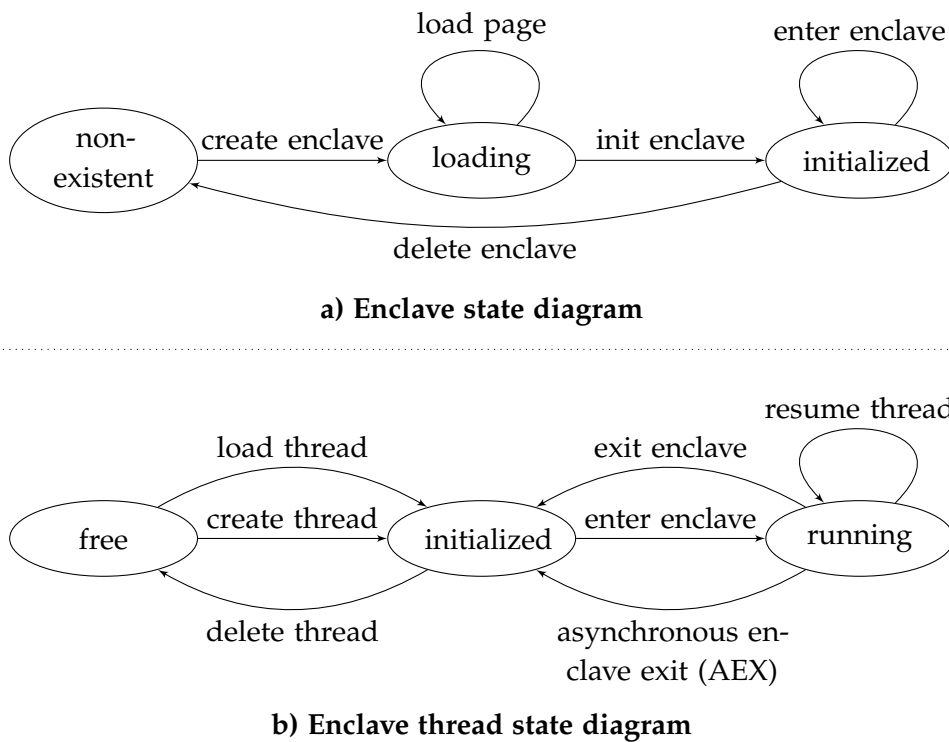 load page
enter enclave
non-
existent
create enclave
loading
init enclave
initialized
delete enclave
a) Enclave state diagram
resume thread
load thread
exit enclave
free
create thread
initialized
enter enclave
running
delete thread
asynchronous en-
clave exit (AEX)
b) Enclave thread state diagram